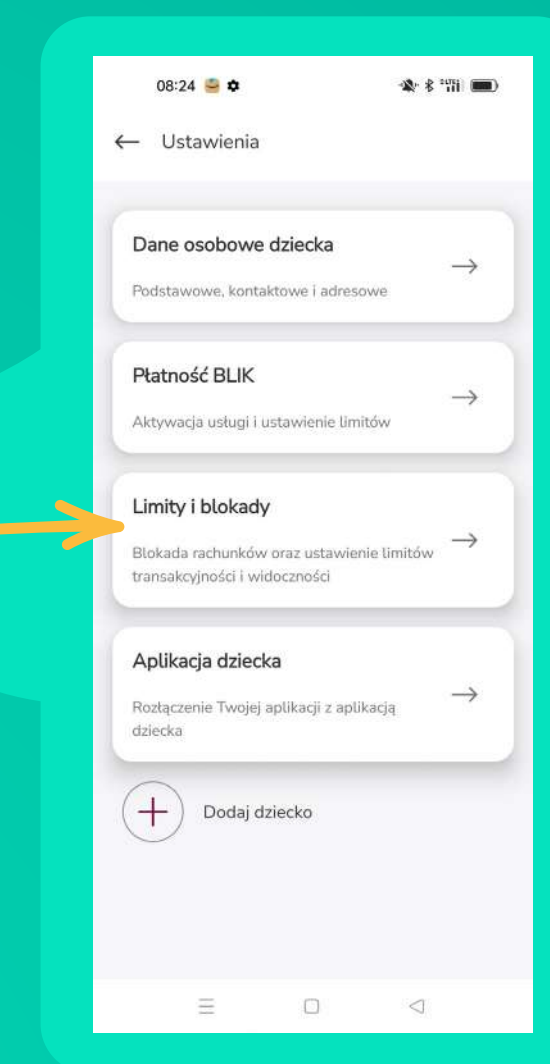 08:24
Ustawienia
Dane osobowe dziecka
Podstawowe, kontaktowe i adresowe
Płatność BLIK
Aktywacja usługi i ustawienie limitów
Limity i blokady
Blokada rachunków oraz ustawienie limitów
transakcyjności i widoczności
Aplikacja dziecka
Rozłączenie Twojej aplikacji z aplikacją
dziecka
Dodaj dziecko